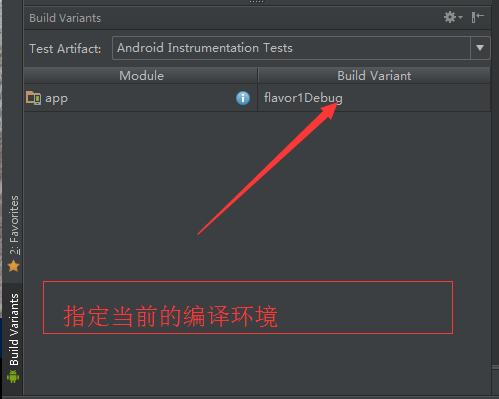 Build Variants
Test Artifact: Android Instrumentation Tests
Module Build Variant
app flavor1Debug
指定当前的编译环境
2: Favorites
Build Variants